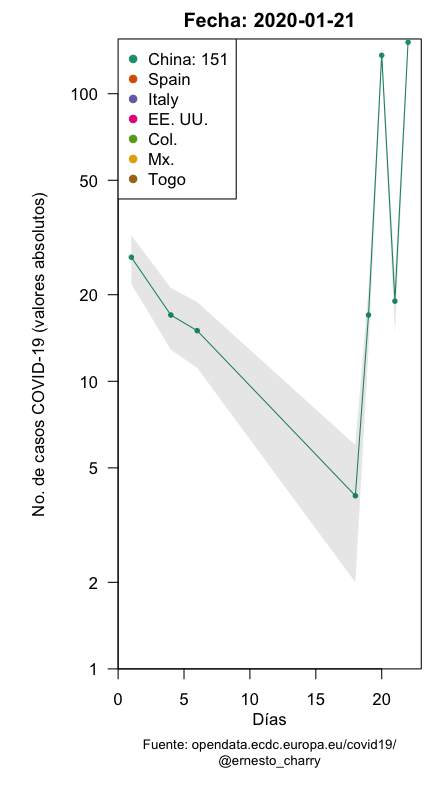 Fecha: 2020-01-21
China: 151
Spain
Italy
EE. UU.
Col.
Mx.
Togo
No. de casos COVID-19 (valores absolutos)
100
50
20
10
5
2
1
0 5 10 15 20
Días
Fuente: opendata.ecdc.europa.eu/covid19/
@ernesto_charry